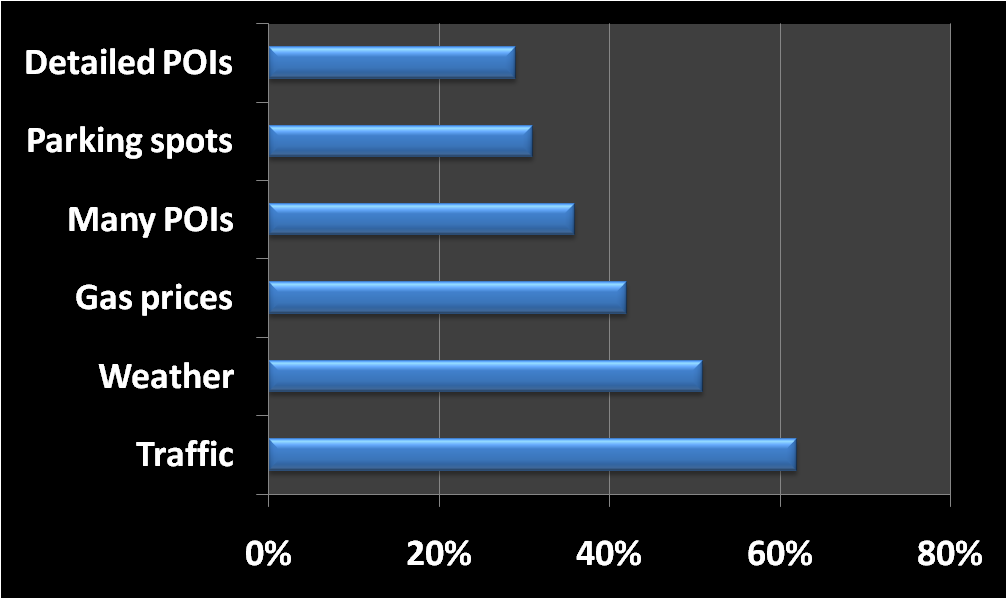 Detailed POIs
Parking spots
Many POIs
Gas prices
Weather
Traffic
0% 20% 40% 60% 80%